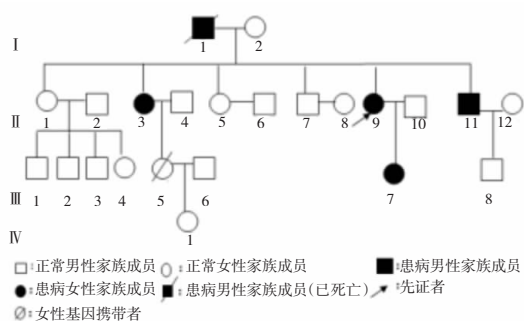 I
1 2
II
1 2 3 4 5 6 7 8 9 10 11 12
III
1 2 3 4 5 6 7 8
IV
1
:正常男性家族成员 :正常女性家族成员 :患病男性家族成员
:患病女性家族成员 :患病男性家族成员(已死亡) :先证者
:女性基因携带者